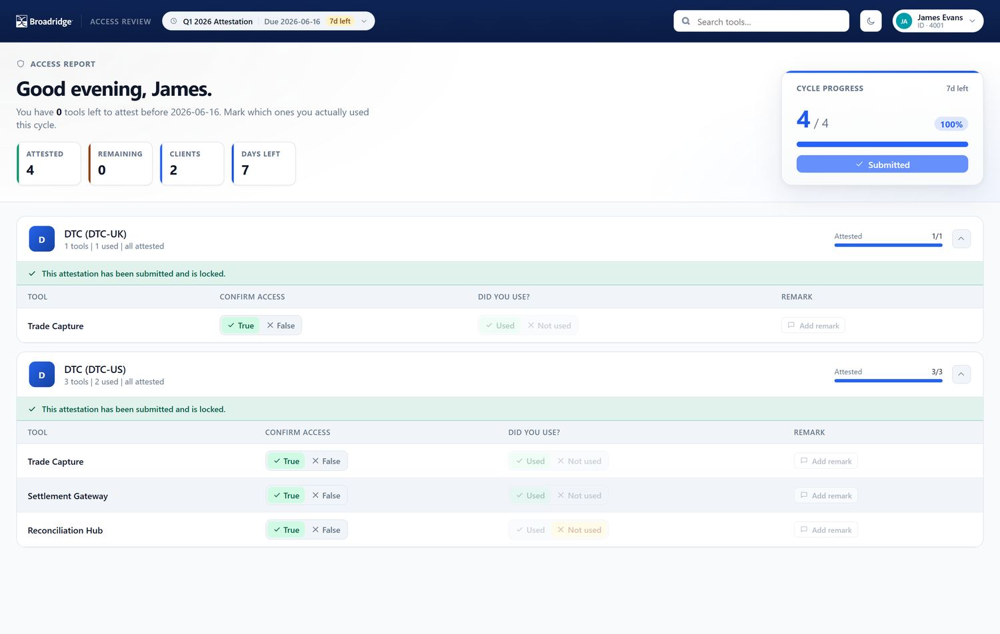 Broadridge
ACCESS REVIEW
Q1 2026 Attestation Due 2026-06-16 7d left
Search tools...
JA
James Evans
ID · 4001
ACCESS REPORT
Good evening, James.
You have 0 tools left to attest before 2026-06-16. Mark which ones you actually used
this cycle.
ATTESTED
4
REMAINING
0
CLIENTS
2
DAYS LEFT
7
CYCLE PROGRESS 7d left
4 / 4 100%
Submitted
D
DTC (DTC-UK)
1 tools | 1 used | all attested
Attested 1/1
This attestation has been submitted and is locked.
TOOL CONFIRM ACCESS DID YOU USE? REMARK
Trade Capture True False Used Not used Add remark
D
DTC (DTC-US)
3 tools | 2 used | all attested
Attested 3/3
This attestation has been submitted and is locked.
TOOL CONFIRM ACCESS DID YOU USE? REMARK
Trade Capture True False Used Not used Add remark
Settlement Gateway True False Used Not used Add remark
Reconciliation Hub True False Used Not used Add remark